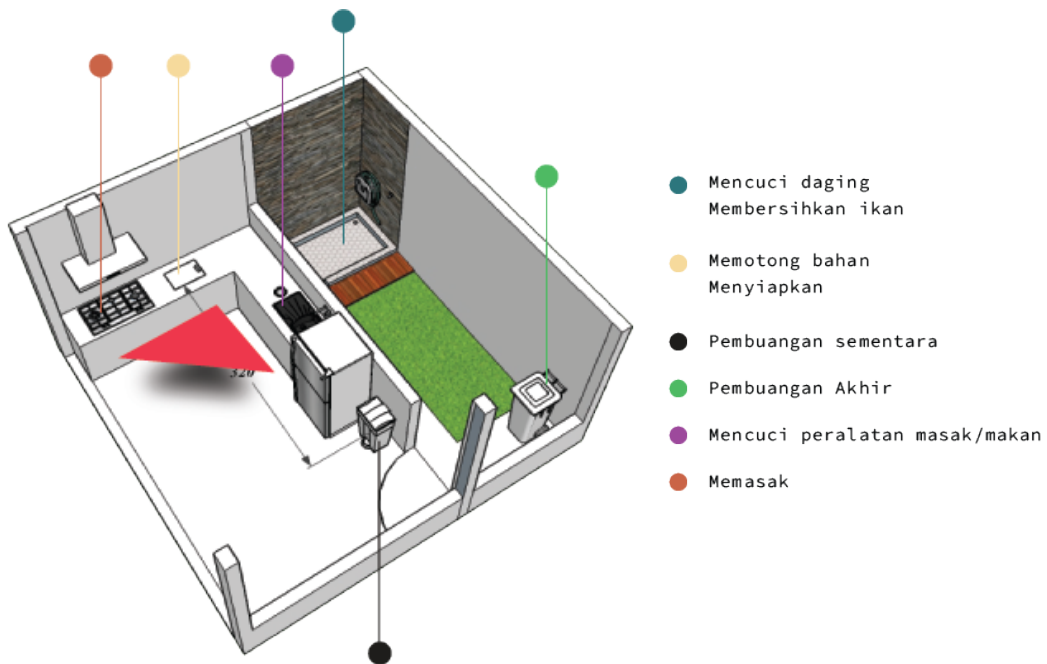 Mencuci daging
Membersihkan ikan
Memotong bahan
Menyiapkan
Pembuangan sementara
Pembuangan Akhir
Mencuci peralatan masak/makan
Memasak
320